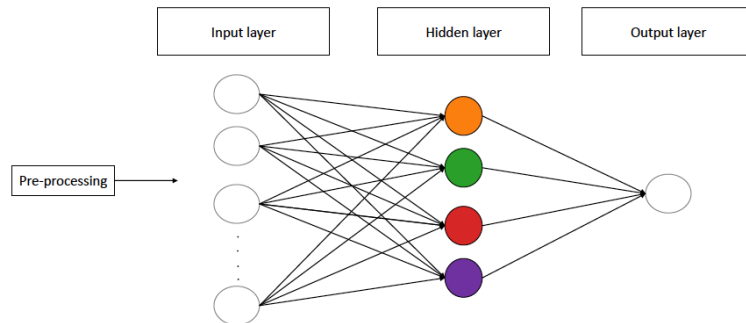 Input layer
Hidden layer
Output layer
Pre-processing